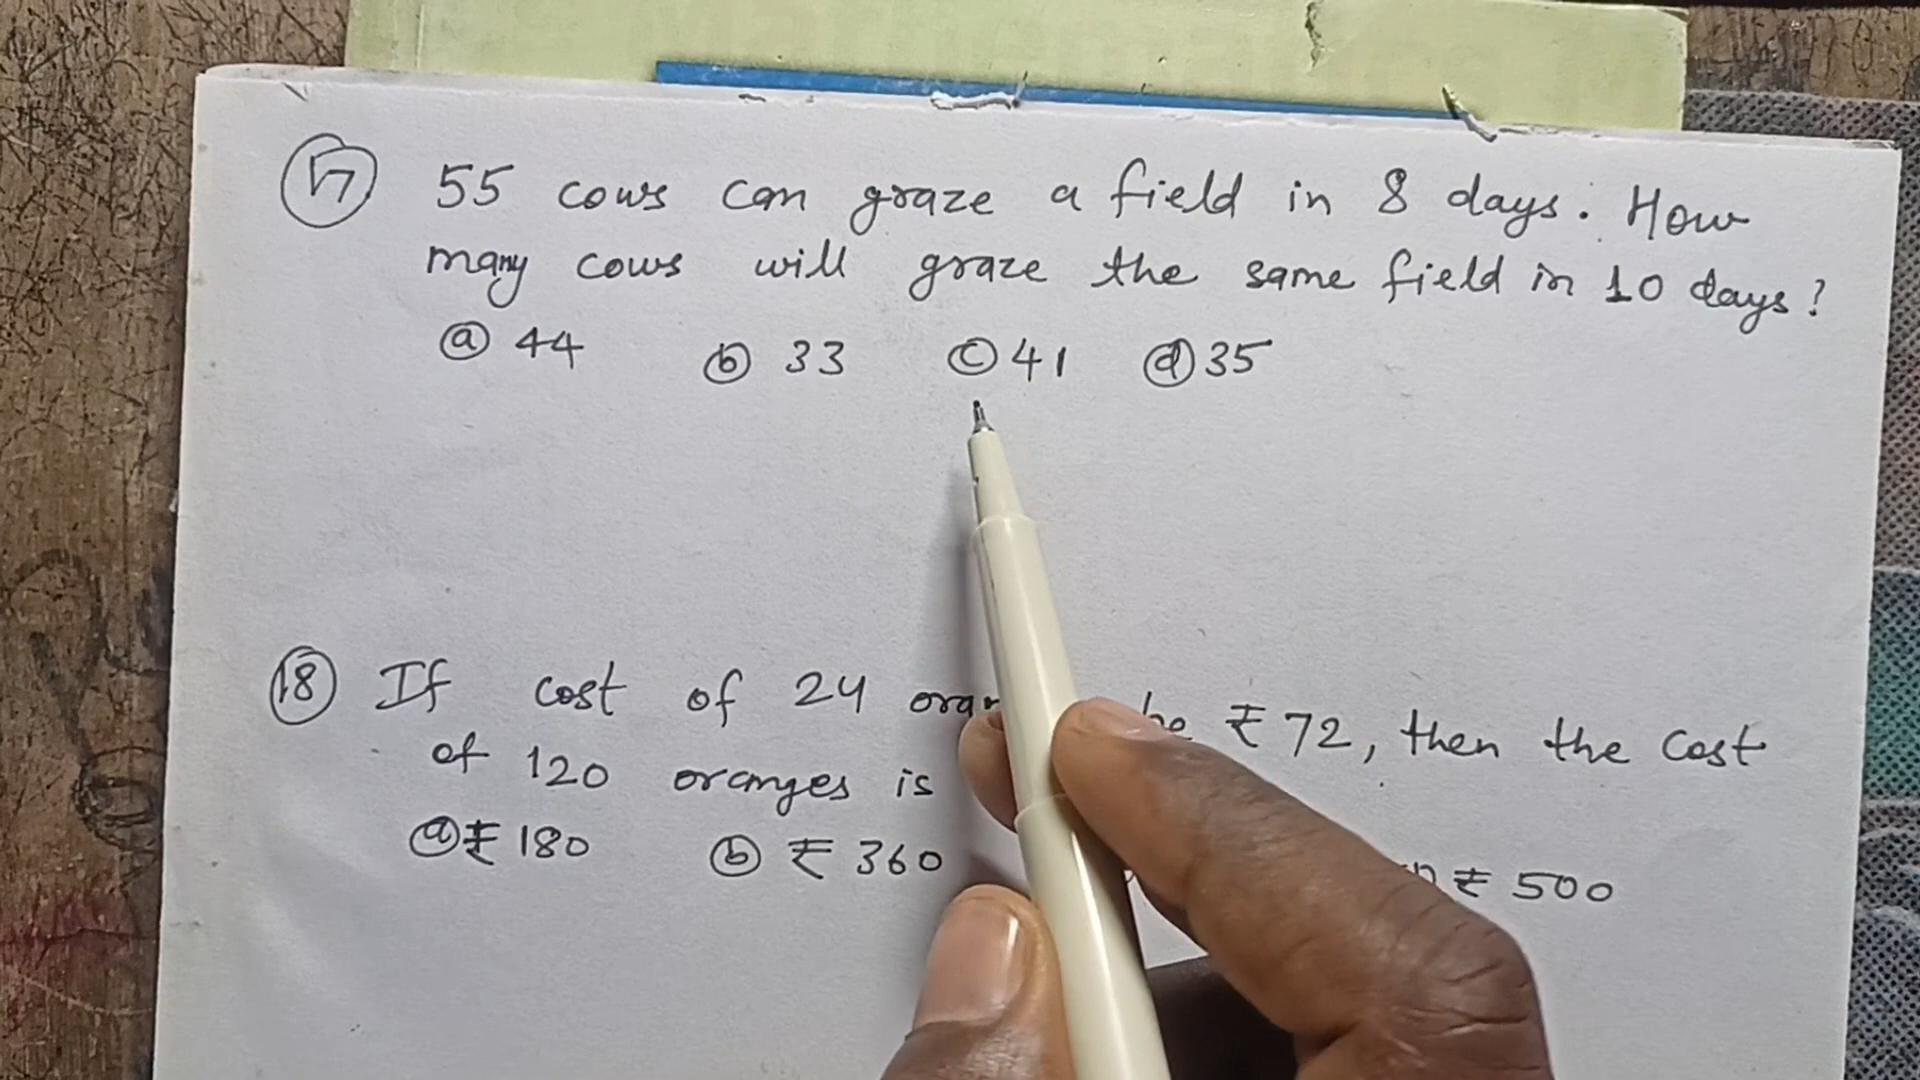 17 55 cows can graze a field in 8 days. How
many cows will graze the same field in 10 days?
(a) 44 (b) 33 (c) 41 (d) 35
18 If cost of 24 ₹ 72, then the cost
of 120 oranges is
(a) ₹ 180 (b) ₹ 360 ₹ 500